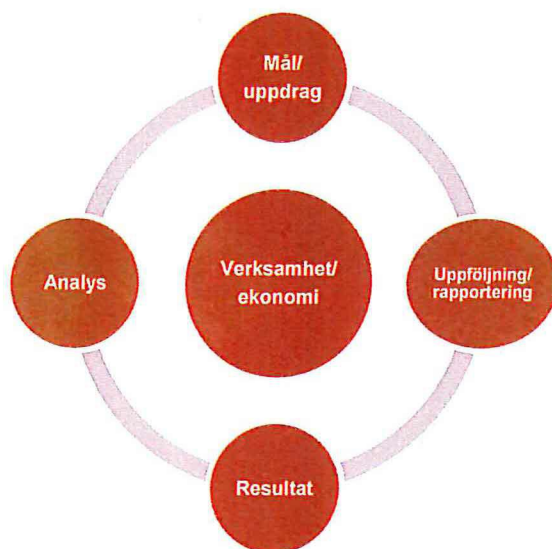 Mål/
uppdrag
Analys
Verksamhet/
ekonomi
Uppföljning/
rapportering
Resultat